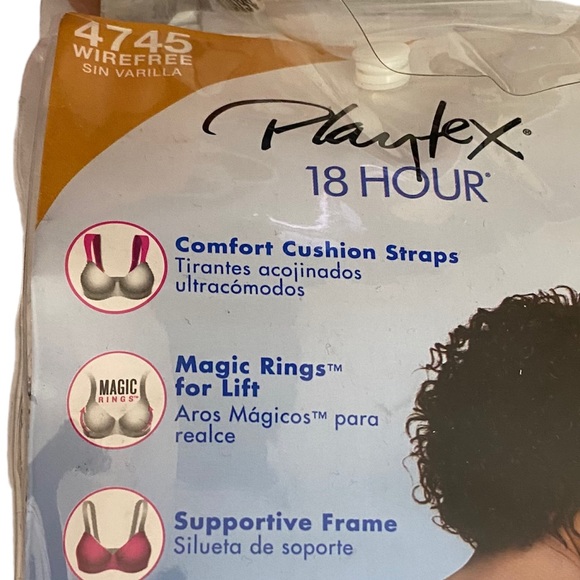 4745
WIREFREE
SIN VARILLA
Playtex®
18 HOUR®
Comfort Cushion Straps
Tirantes acojinados
ultracómodos
MAGIC
RINGS™
Magic Rings™
for Lift
Aros Mágicos™ para
realce
Supportive Frame
Silueta de soporte